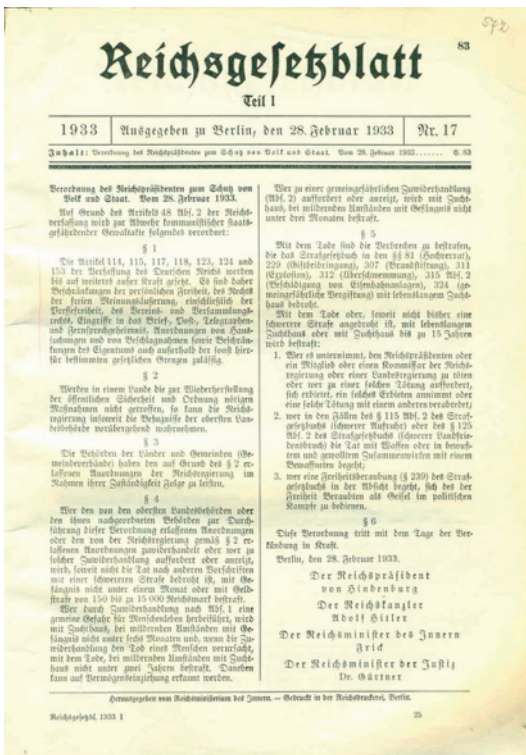 572
83
Reichsgesetzblatt
Teil I
1933
Ausgegeben zu Berlin, den 28. Februar 1933
Nr. 17
Inhalt: Verordnung des Reichspräsidenten zum Schutz von Volk und Staat. Vom 28. Februar 1933....... S. 83
Verordnung des Reichspräsidenten zum Schutz von
Volk und Staat. Vom 28. Februar 1933.
Auf Grund des Artikels 48 Abs. 2 der Reichs-
verfassung wird zur Abwehr kommunistischer staats-
gefährdender Gewaltakte folgendes verordnet:
§ 1
Die Artikel 114, 115, 117, 118, 123, 124 und
153 der Verfassung des Deutschen Reichs werden
bis auf weiteres außer Kraft gesetzt. Es sind daher
Beschränkungen der persönlichen Freiheit, des Rechts
der freien Meinungsäußerung, einschließlich der
Pressefreiheit, des Vereins- und Versammlungs-
rechts, Eingriffe in das Brief-, Post-, Telegraphen-
und Fernsprechgeheimnis, Anordnungen von Haus-
suchungen und von Beschlagnahmen sowie Beschrän-
kungen des Eigentums auch außerhalb der sonst hier-
für bestimmten gesetzlichen Grenzen zulässig.
§ 2
Werden in einem Lande die zur Wiederherstellung
der öffentlichen Sicherheit und Ordnung nötigen
Maßnahmen nicht getroffen, so kann die Reichs-
regierung insoweit die Befugnisse der obersten Lan-
desbehörde vorübergehend wahrnehmen.
§ 3
Die Behörden der Länder und Gemeinden (Ge-
meindeverbände) haben den auf Grund des § 2 er-
lassenen Anordnungen der Reichsregierung im
Rahmen ihrer Zuständigkeit Folge zu leisten.
§ 4
Wer den von den obersten Landesbehörden oder
den ihnen nachgeordneten Behörden zur Durch-
führung dieser Verordnung erlassenen Anordnungen
oder den von der Reichsregierung gemäß § 2 er-
lassenen Anordnungen zuwiderhandelt oder wer zu
solcher Zuwiderhandlung auffordert oder anreizt,
wird, soweit nicht die Tat nach anderen Vorschriften
mit einer schwereren Strafe bedroht ist, mit Ge-
fängnis nicht unter einem Monat oder mit Geld-
strafe von 150 bis zu 15 000 Reichsmark bestraft.
Wer durch Zuwiderhandlung nach Abs. 1 eine
gemeine Gefahr für Menschenleben herbeiführt, wird
mit Zuchthaus, bei mildernden Umständen mit Ge-
fängnis nicht unter sechs Monaten und, wenn die Zu-
widerhandlung den Tod eines Menschen verursacht,
mit dem Tode, bei mildernden Umständen mit Zucht-
haus nicht unter zwei Jahren bestraft. Daneben
kann auf Vermögenseinziehung erkannt werden.
Wer zu einer gemeingefährlichen Zuwiderhandlung
(Abs. 2) auffordert oder anreizt, wird mit Zucht-
haus, bei mildernden Umständen mit Gefängnis nicht
unter drei Monaten bestraft.
§ 5
Mit dem Tode sind die Verbrechen zu bestrafen,
die das Strafgesetzbuch in den §§ 81 (Hochverrat),
229 (Giftbeibringung), 307 (Brandstiftung), 311
(Explosion), 312 (Überschwemmung), 315 Abs. 2
(Beschädigung von Eisenbahnanlagen), 324 (ge-
meingefährliche Vergiftung) mit lebenslangem Zucht-
haus bedroht.
Mit dem Tode oder, soweit nicht bisher eine
schwerere Strafe angedroht ist, mit lebenslangem
Zuchthaus oder mit Zuchthaus bis zu 15 Jahren
wird bestraft:
1. Wer es unternimmt, den Reichspräsidenten oder
ein Mitglied oder einen Kommissar der Reichs-
regierung oder einer Landesregierung zu töten
oder wer zu einer solchen Tötung auffordert,
sich erbietet, ein solches Erbieten annimmt oder
eine solche Tötung mit einem anderen verabredet;
2. wer in den Fällen des § 115 Abs. 2 des Straf-
gesetzbuchs (schwerer Aufruhr) oder des § 125
Abs. 2 des Strafgesetzbuchs (schwerer Landfrie-
densbruch) die Tat mit Waffen oder in bewuß-
tem und gewolltem Zusammenwirken mit einem
Bewaffneten begeht;
3. wer eine Freiheitsberaubung (§ 239) des Straf-
gesetzbuchs in der Absicht begeht, sich des der
Freiheit Beraubten als Geisel im politischen
Kampfe zu bedienen.
§ 6
Diese Verordnung tritt mit dem Tage der Ver-
kündung in Kraft.
Berlin, den 28. Februar 1933.
Der Reichspräsident
von Hindenburg
Der Reichskanzler
Adolf Hitler
Der Reichsminister des Innern
Frick
Der Reichsminister der Justiz
Dr. Gürtner
Herausgegeben vom Reichsministerium des Innern. — Gedruckt in der Reichsdruckerei, Berlin.
Reichsgesetzbl. 1933 I
25